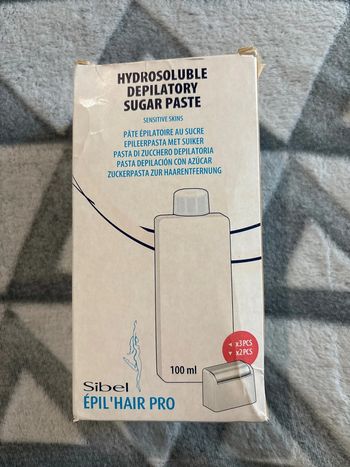 HYDROSOLUBLE
DEPILATORY
SUGAR PASTE
SENSITIVE SKINS
PÂTE ÉPILATOIRE AU SUCRE
EPILEERPASTA MET SUIKER
PASTA DI ZUCCHERO DEPILATORIA
PASTA DEPILACIÓN CON AZÚCAR
ZUCKERPASTA ZUR HAARENTFERNUNG
x3PCS
x2PCS
100 ml
Sibel
ÉPIL'HAIR PRO